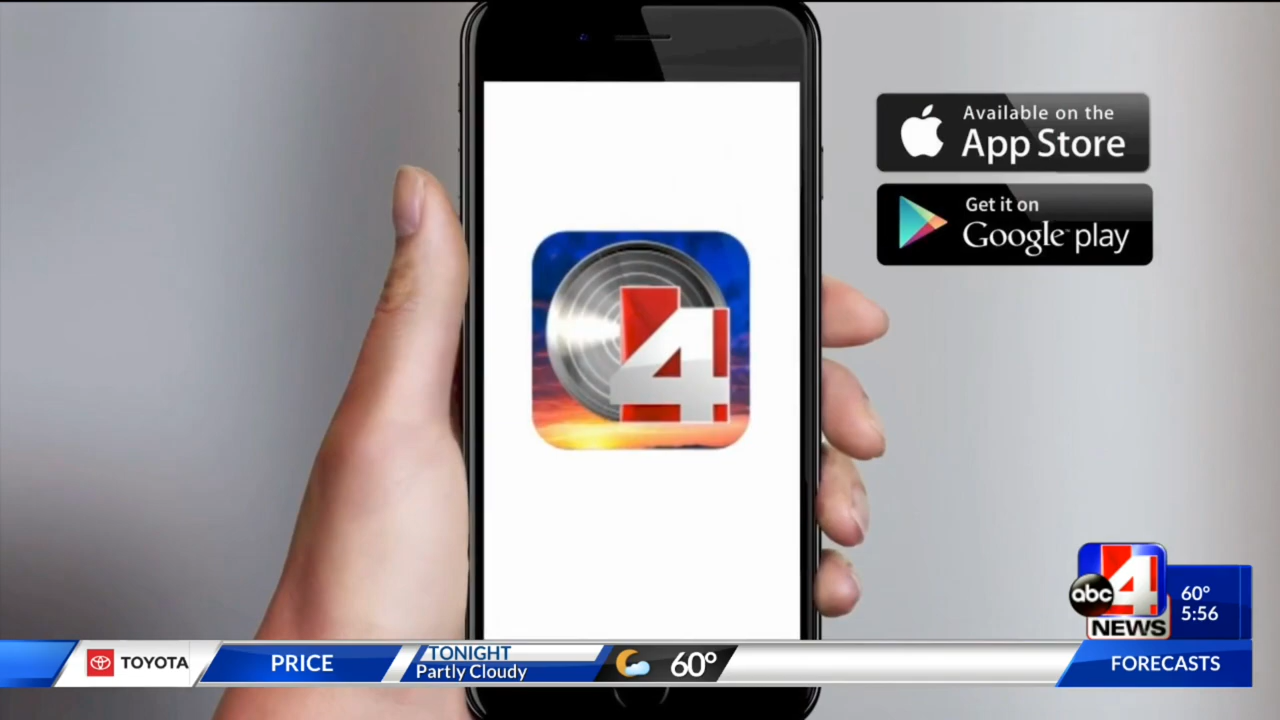 Available on the
App Store
Get it on
Google play
4
abc 4
NEWS
60°
5:56
TOYOTA
PRICE
TONIGHT
Partly Cloudy
60°
FORECASTS